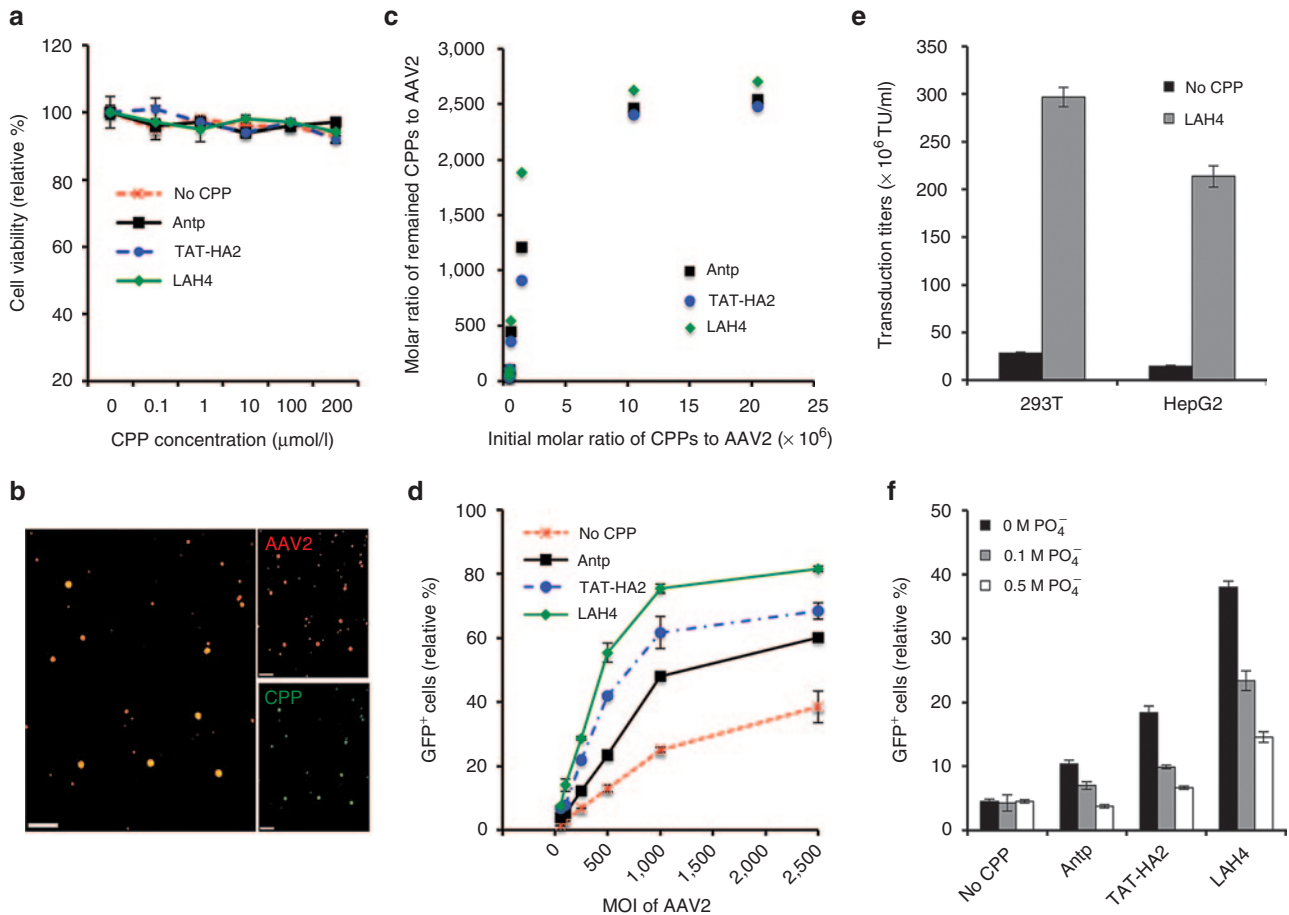 a
120
100
80
60
40
20
Cell viability (relative %)
No CPP
Antp
TAT-HA2
LAH4
0 0.1 1 10 100 200
CPP concentration (μmol/l)
b
AAV2
CPP
c
3,000
2,500
2,000
1,500
1,000
500
0
Molar ratio of remained CPPs to AAV2
Antp
TAT-HA2
LAH4
0 5 10 15 20 25
Initial molar ratio of CPPs to AAV2 (× 10⁶)
d
100
80
60
40
20
0
GFP⁺ cells (relative %)
No CPP
Antp
TAT-HA2
LAH4
0 500 1,000 1,500 2,000 2,500
MOI of AAV2
e
350
300
250
200
150
100
50
0
Transduction titers (× 10⁶ TU/ml)
No CPP
LAH4
293T HepG2
f
50
40
30
20
10
0
GFP⁺ cells (relative %)
0 M PO₄⁻
0.1 M PO₄⁻
0.5 M PO₄⁻
No CPP Antp TAT-HA2 LAH4